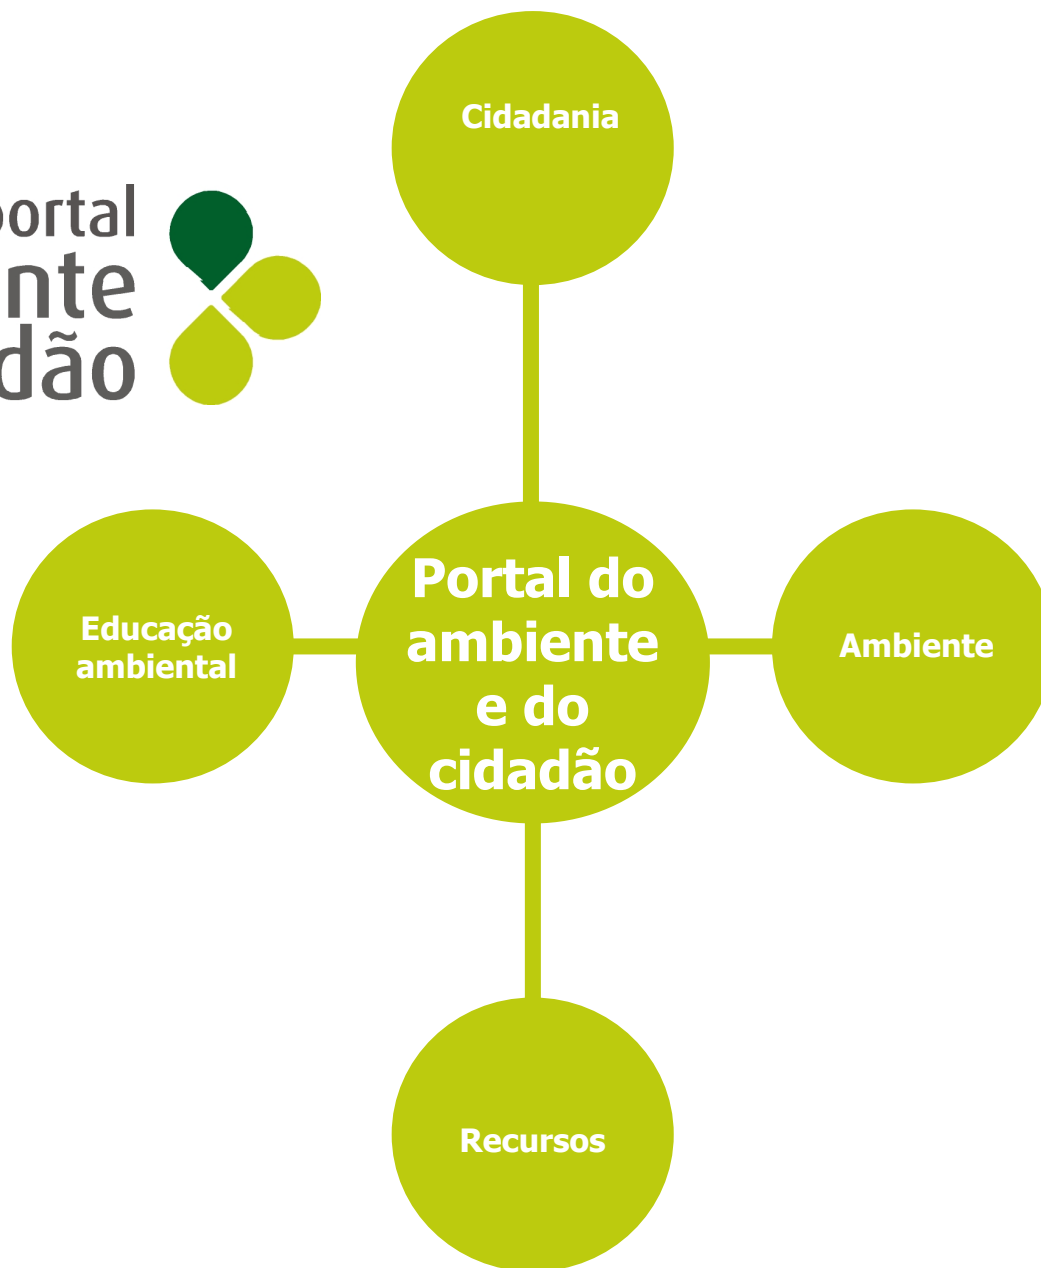 Cidadania
portal
nte
dão
Portal do
ambiente
e do
cidadão
Educação
ambiental
Ambiente
Recursos